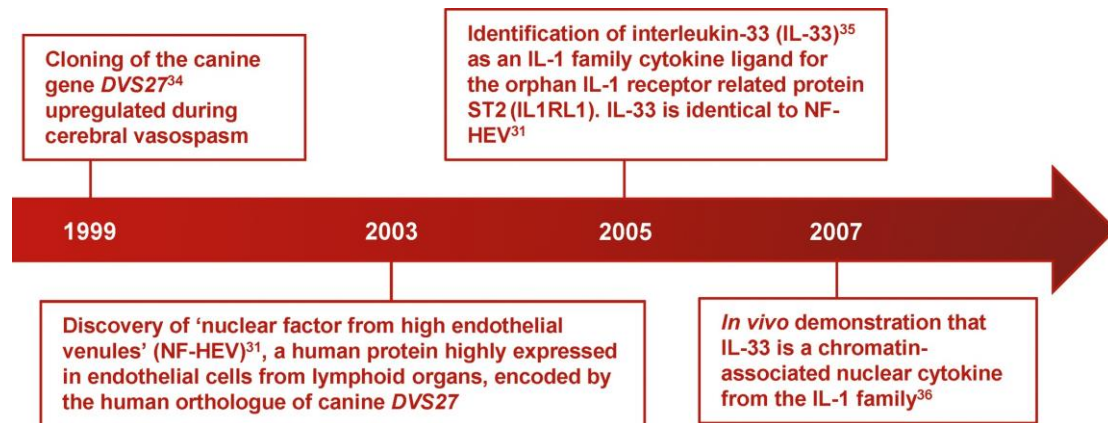 Cloning of the canine
gene DVS27³⁴
upregulated during
cerebral vasospasm
Identification of interleukin-33 (IL-33)³⁵
as an IL-1 family cytokine ligand for
the orphan IL-1 receptor related protein
ST2 (IL1RL1). IL-33 is identical to NF-
HEV³¹
1999
2003
2005
2007
Discovery of ‘nuclear factor from high endothelial
venules’ (NF-HEV)³¹, a human protein highly expressed
in endothelial cells from lymphoid organs, encoded by
the human orthologue of canine DVS27
In vivo demonstration that
IL-33 is a chromatin-
associated nuclear cytokine
from the IL-1 family³⁶